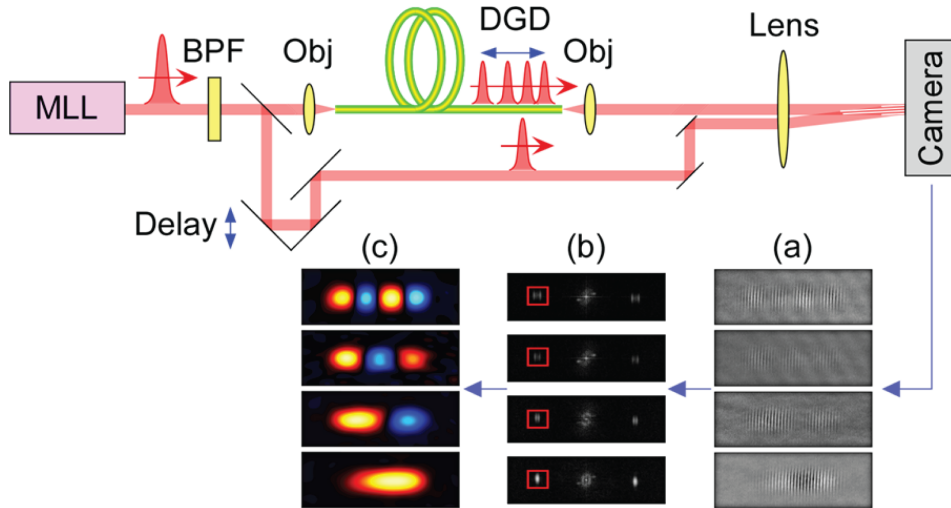 DGD
Lens
BPF
Obj
Obj
MLL
Camera
Delay
(c)
(b)
(a)